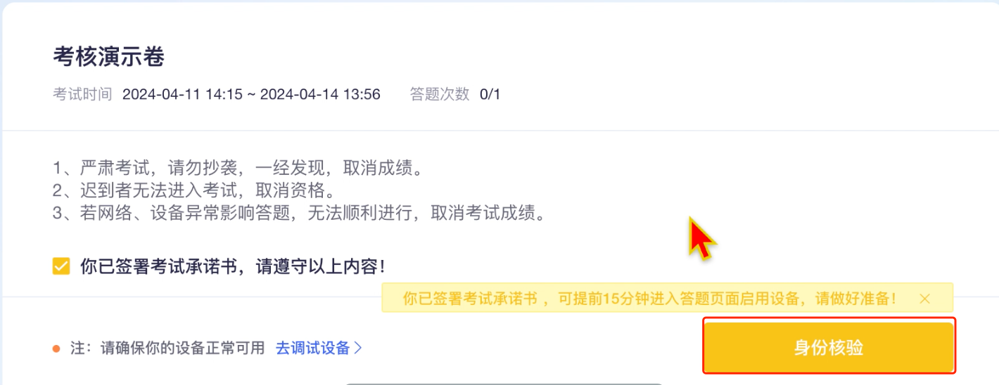 考核演示卷
考试时间 2024-04-11 14:15 ~ 2024-04-14 13:56 答题次数 0/1
1、严肃考试，请勿抄袭，一经发现，取消成绩。
2、迟到者无法进入考试，取消资格。
3、若网络、设备异常影响答题，无法顺利进行，取消考试成绩。
你已签署考试承诺书，请遵守以上内容！
你已签署考试承诺书 ，可提前15分钟进入答题页面启用设备，请做好准备！
注：请确保你的设备正常可用 去调试设备
身份核验